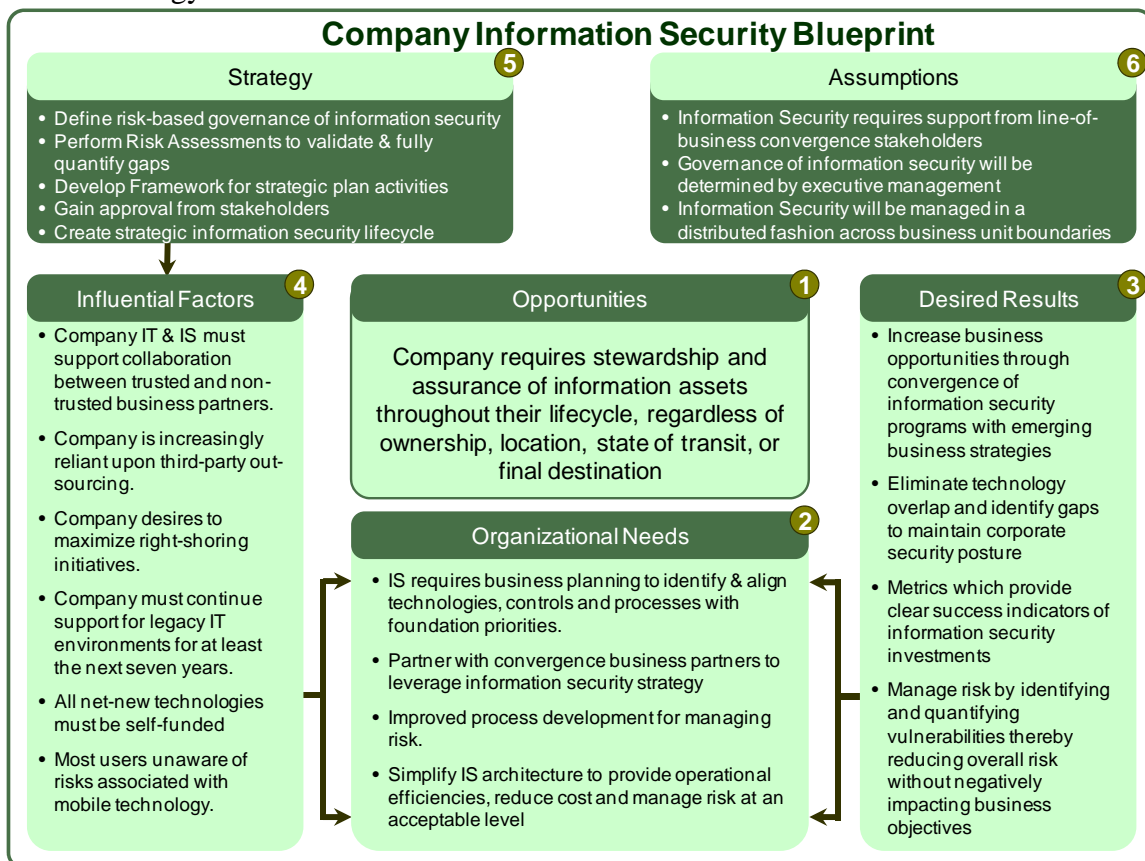 Company Information Security Blueprint
5
Strategy
• Define risk-based governance of information security
• Perform Risk Assessments to validate & fully
quantify gaps
• Develop Framework for strategic plan activities
• Gain approval from stakeholders
• Create strategic information security lifecycle
6
Assumptions
• Information Security requires support from line-of-
business convergence stakeholders
• Governance of information security will be
determined by executive management
• Information Security will be managed in a
distributed fashion across business unit boundaries
4
Influential Factors
• Company IT & IS must
support collaboration
between trusted and non-
trusted business partners.
• Company is increasingly
reliant upon third-party out-
sourcing.
• Company desires to
maximize right-shoring
initiatives.
• Company must continue
support for legacy IT
environments for at least
the next seven years.
• All net-new technologies
must be self-funded
• Most users unaware of
risks associated with
mobile technology.
1
Opportunities
Company requires stewardship and
assurance of information assets
throughout their lifecycle, regardless of
ownership, location, state of transit, or
final destination
2
Organizational Needs
• IS requires business planning to identify & align
technologies, controls and processes with
foundation priorities.
• Partner with convergence business partners to
leverage information security strategy
• Improved process development for managing
risk.
• Simplify IS architecture to provide operational
efficiencies, reduce cost and manage risk at an
acceptable level
3
Desired Results
• Increase business
opportunities through
convergence of
information security
programs with emerging
business strategies
• Eliminate technology
overlap and identify gaps
to maintain corporate
security posture
• Metrics which provide
clear success indicators of
information security
investments
• Manage risk by identifying
and quantifying
vulnerabilities thereby
reducing overall risk
without negatively
impacting business
objectives